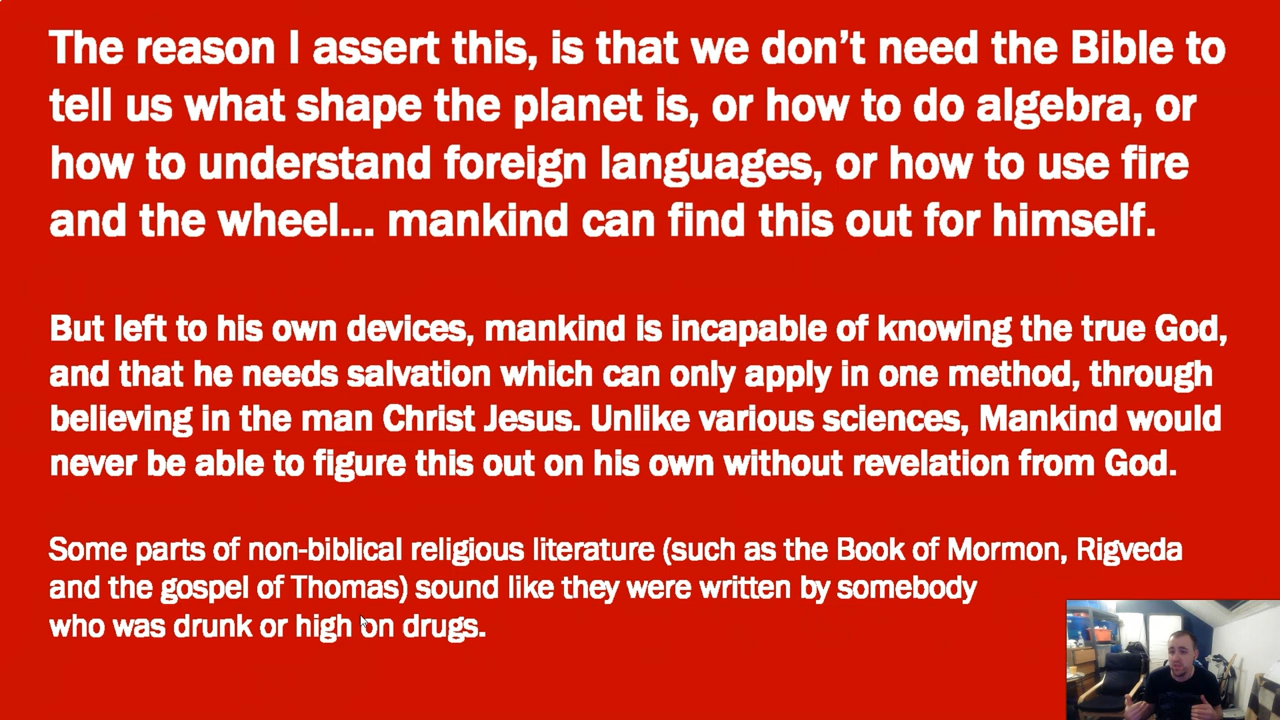 The reason I assert this, is that we don’t need the Bible to
tell us what shape the planet is, or how to do algebra, or
how to understand foreign languages, or how to use fire
and the wheel... mankind can find this out for himself.
But left to his own devices, mankind is incapable of knowing the true God,
and that he needs salvation which can only apply in one method, through
believing in the man Christ Jesus. Unlike various sciences, Mankind would
never be able to figure this out on his own without revelation from God.
Some parts of non-biblical religious literature (such as the Book of Mormon, Rigveda
and the gospel of Thomas) sound like they were written by somebody
who was drunk or high on drugs.